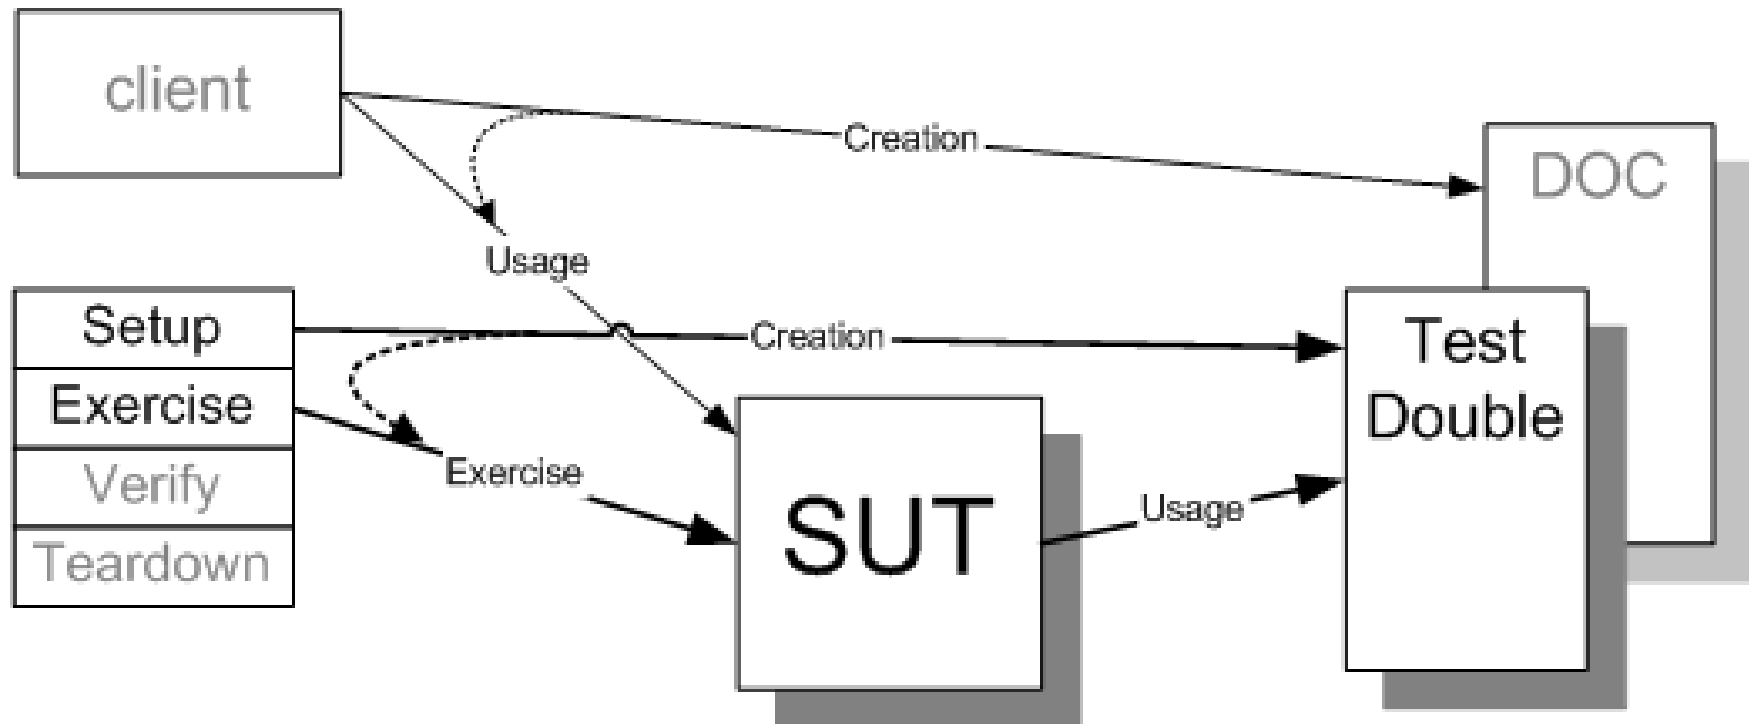 client
Creation
DOC
Usage
Setup
Creation
Test
Double
Exercise
Exercise
Verify
SUT
Usage
Teardown